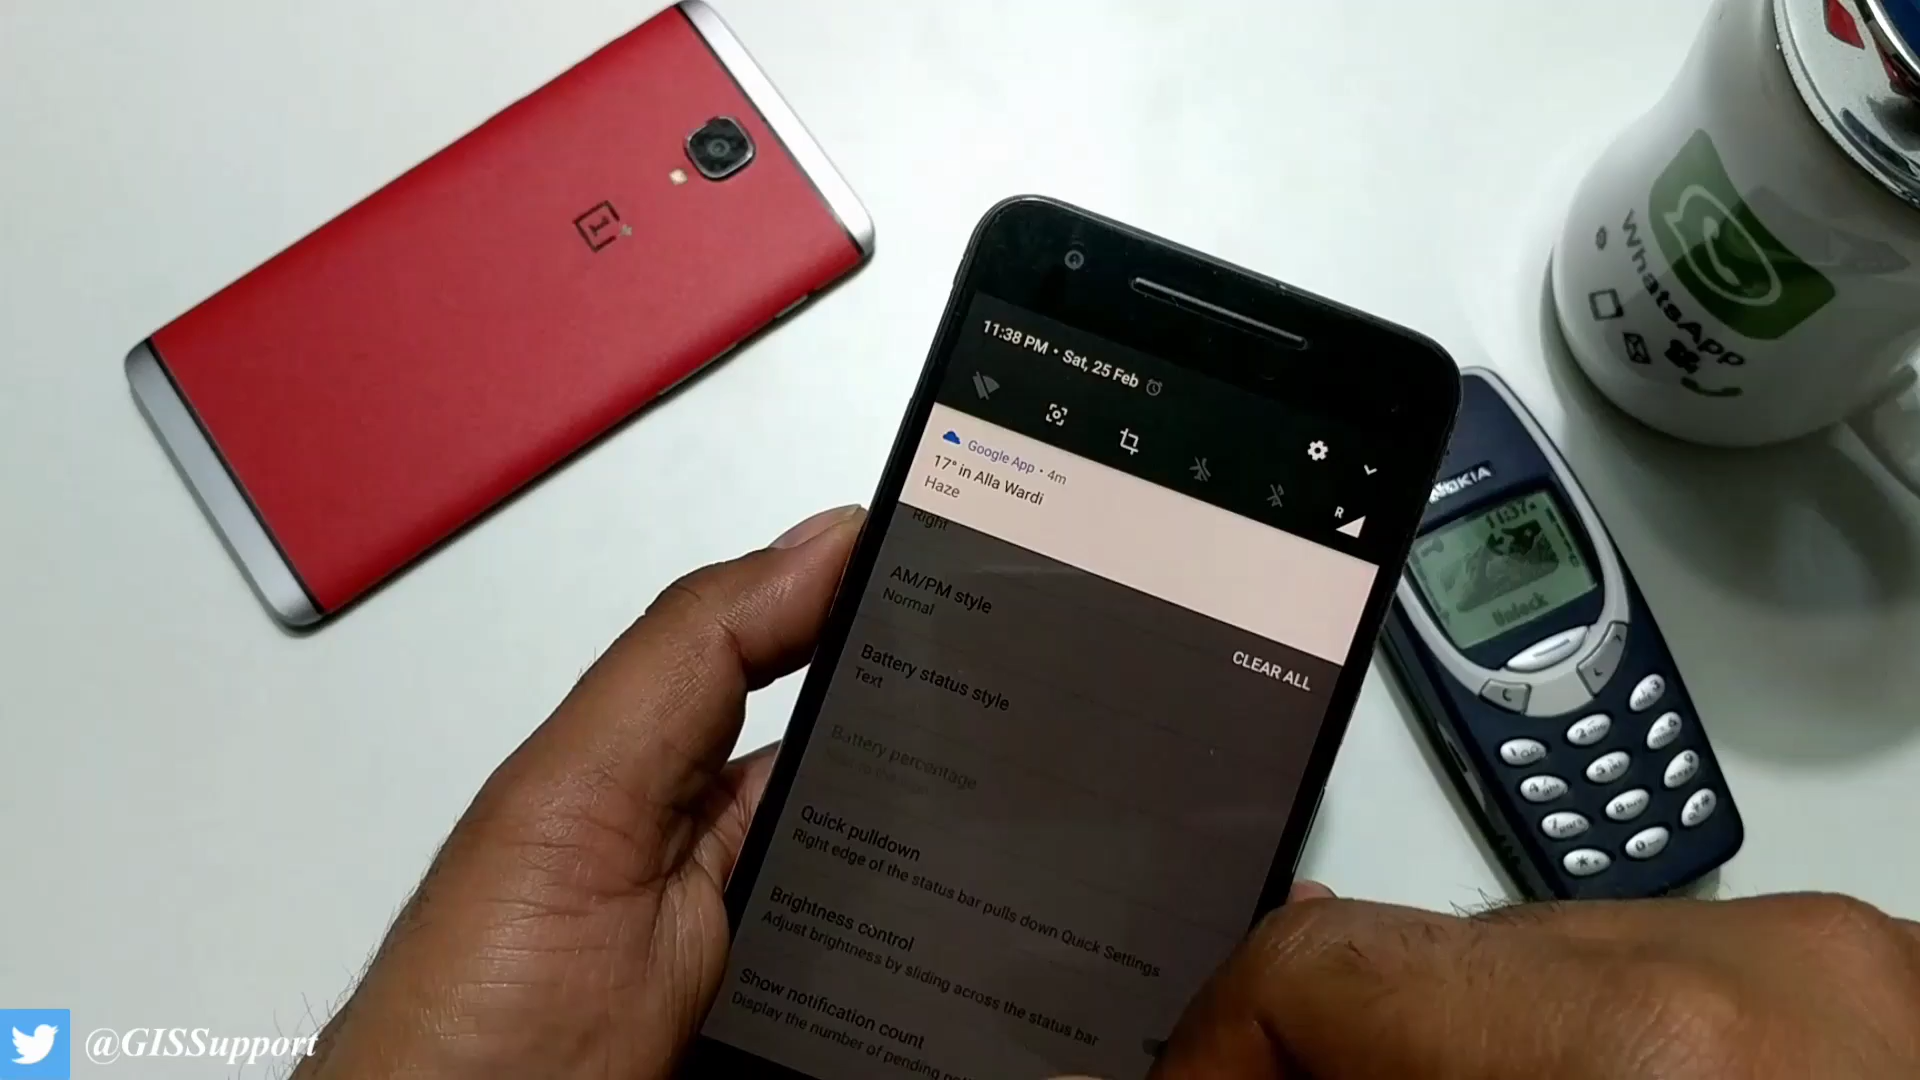 11:38 PM • Sat, 25 Feb
Google App • 4m
17° in Alla Wardi
Haze
R
Right
AM/PM style
Normal
CLEAR ALL
Battery status style
Text
Battery percentage
Quick pulldown
Right edge of the status bar pulls down Quick Settings
Brightness control
Adjust brightness by sliding across the status bar
Show notification count
Display the number of pending
WhatsApp
NOKIA
11:37
Unlock
@GISSupport